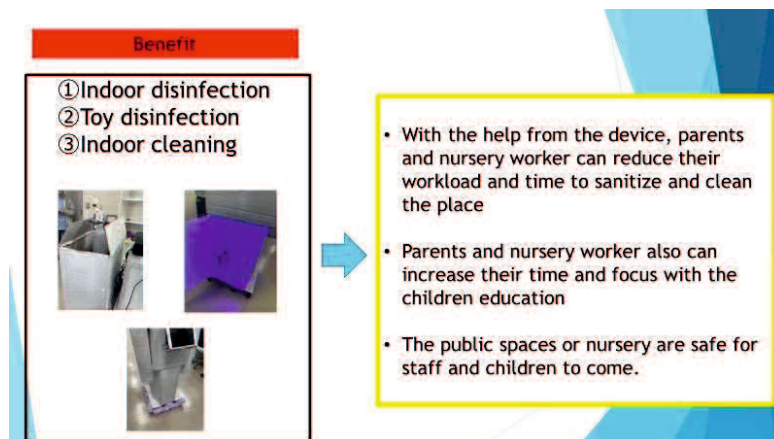 Benefit
①Indoor disinfection
②Toy disinfection
③Indoor cleaning
• With the help from the device, parents
and nursery worker can reduce their
workload and time to sanitize and clean
the place
• Parents and nursery worker also can
increase their time and focus with the
children education
• The public spaces or nursery are safe for
staff and children to come.